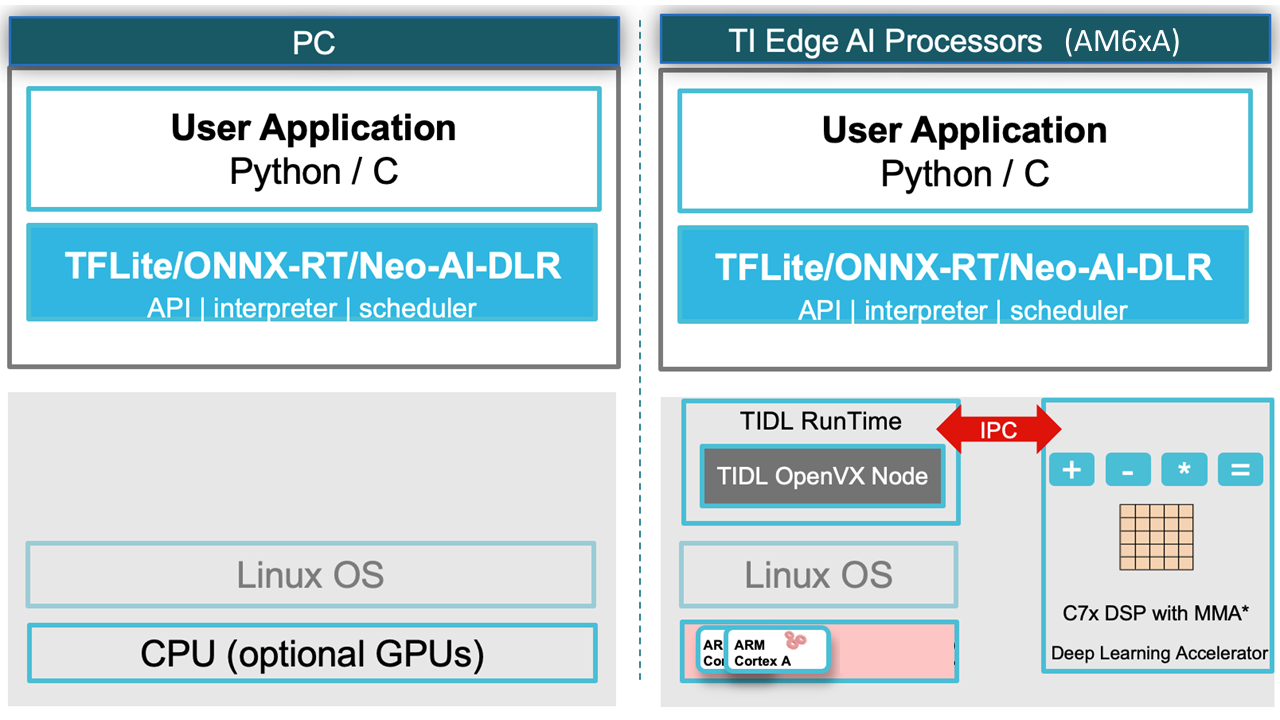 PC
User Application
Python / C
TFLite/ONNX-RT/Neo-AI-DLR
API | interpreter | scheduler
Linux OS
CPU (optional GPUs)
TI Edge AI Processors (AM6xA)
User Application
Python / C
TFLite/ONNX-RT/Neo-AI-DLR
API | interpreter | scheduler
TIDL RunTime
TIDL OpenVX Node
IPC
+ - * =
C7x DSP with MMA*
Deep Learning Accelerator
Linux OS
ARM
Cortex A